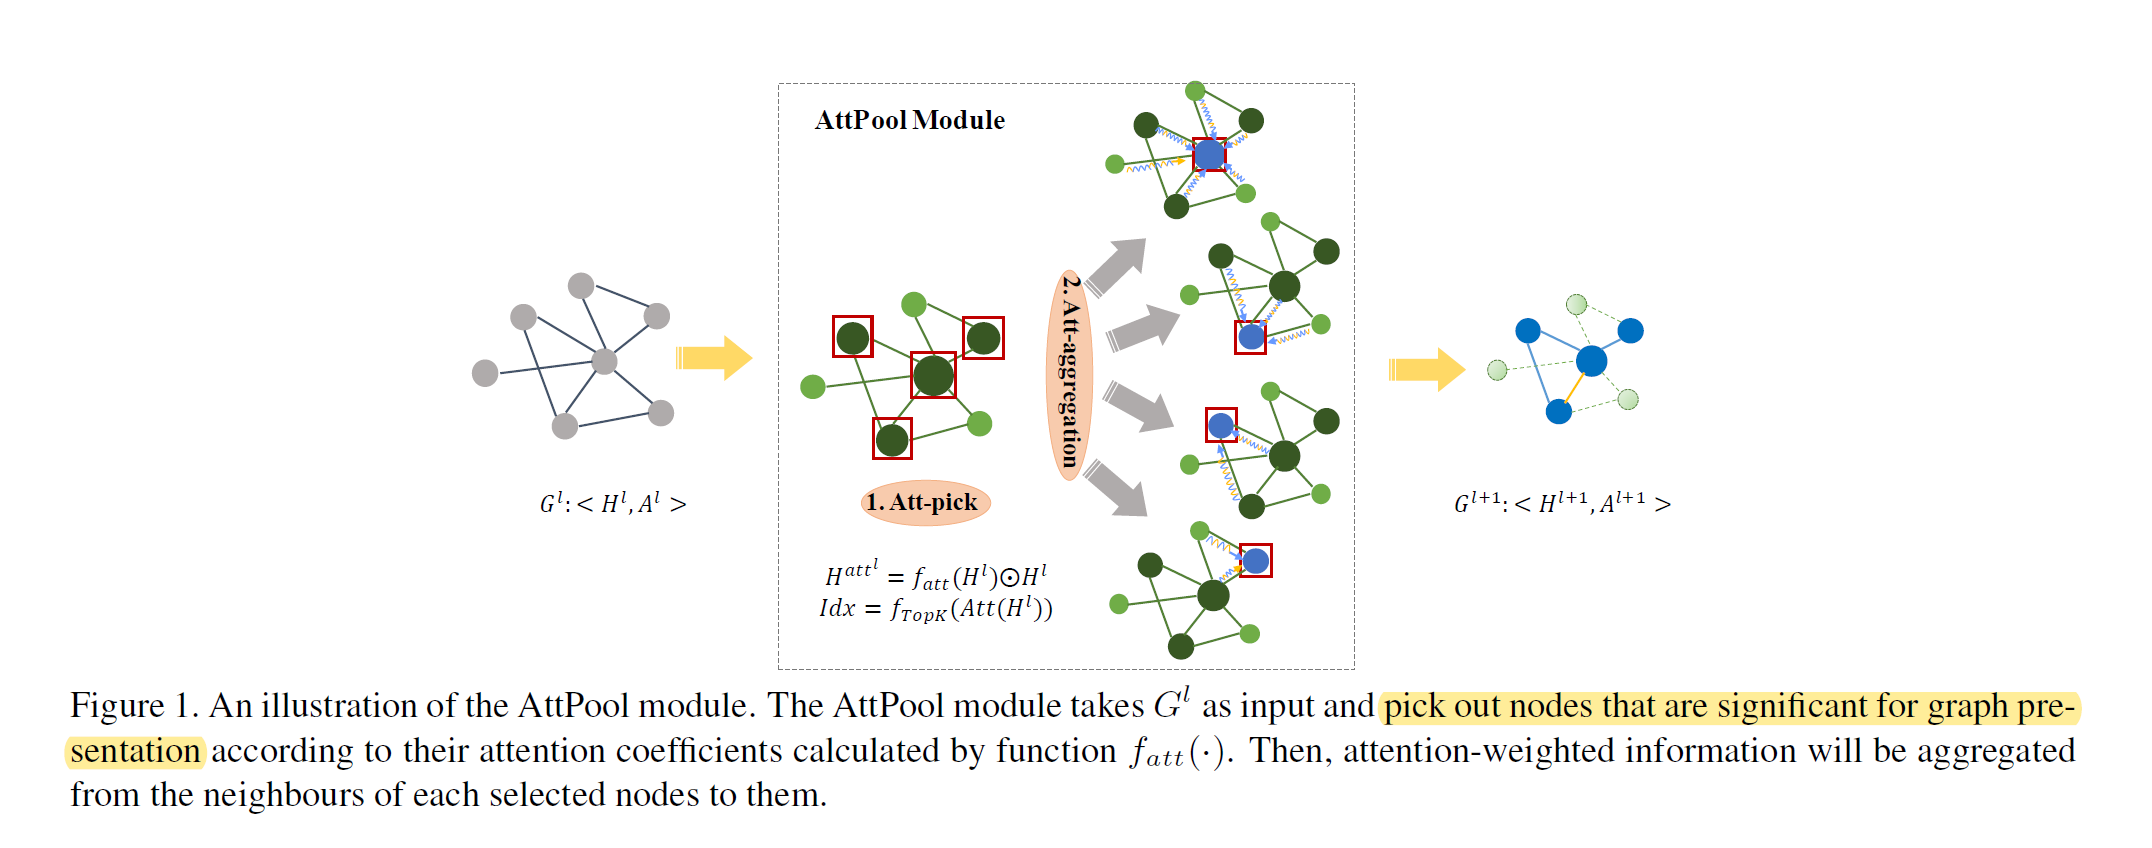 AttPool Module
2. Att-aggregation
1. Att-pick
G^l: < H^l, A^l >
H^{att^l} = f_{att}(H^l)⊙H^l
Idx = f_{TopK}(Att(H^l))
G^{l+1}: < H^{l+1}, A^{l+1} >
Figure 1. An illustration of the AttPool module. The AttPool module takes G^l as input and pick out nodes that are significant for graph pre-
sentation according to their attention coefficients calculated by function f_{att}(·). Then, attention-weighted information will be aggregated
from the neighbours of each selected nodes to them.